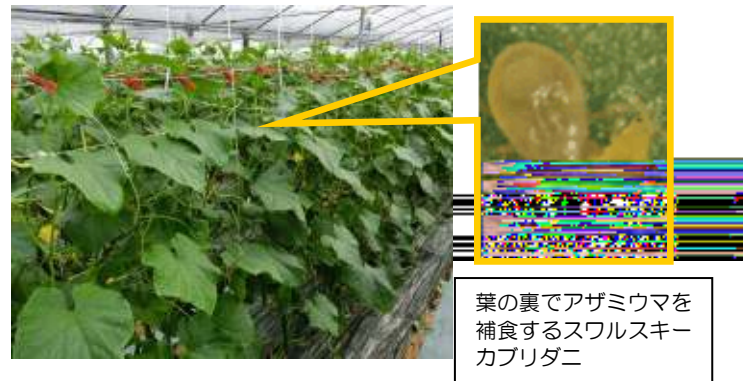 葉の裏でアザミウマを
補食するスワルスキー
カブリダニ